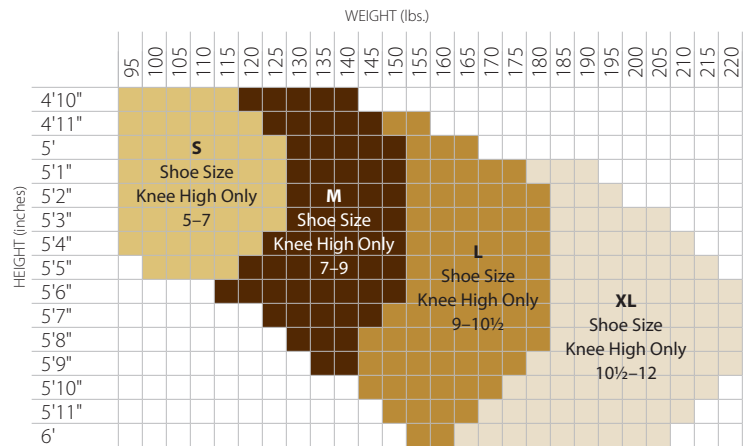 WEIGHT (lbs.)
95 100 105 110 115 120 125 130 135 140 145 150 155 160 165 170 175 180 185 190 195 200 205 210 215 220
HEIGHT (inches)
4'10"
4'11"
5'
5'1"
5'2"
5'3"
5'4"
5'5"
5'6"
5'7"
5'8"
5'9"
5'10"
5'11"
6'
S
Shoe Size
Knee High Only
5–7
M
Shoe Size
Knee High Only
7–9
L
Shoe Size
Knee High Only
9–10½
XL
Shoe Size
Knee High Only
10½–12